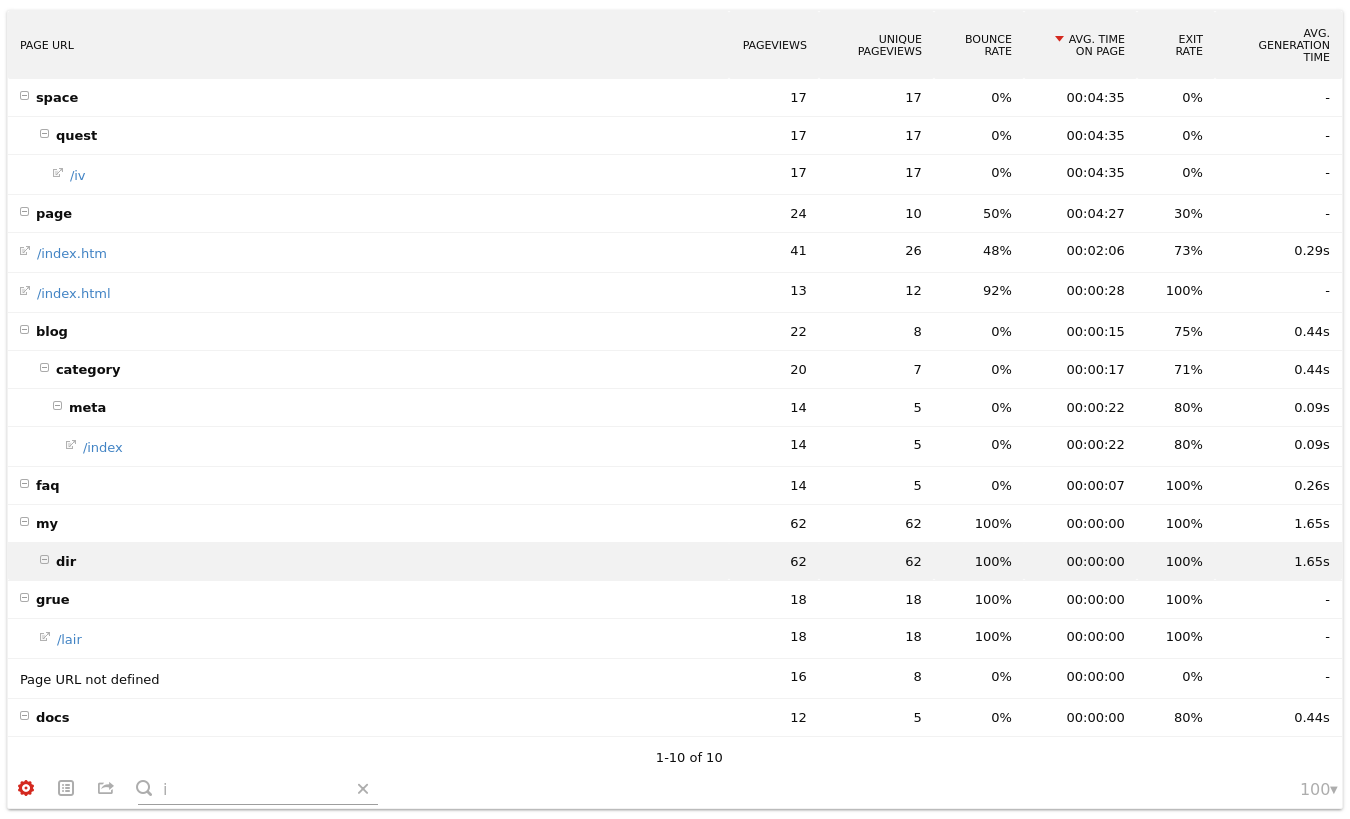 PAGE URL PAGEVIEWS UNIQUE PAGEVIEWS BOUNCE RATE AVG. TIME ON PAGE EXIT RATE AVG. GENERATION TIME
space 17 17 0% 00:04:35 0% -
quest 17 17 0% 00:04:35 0% -
/iv 17 17 0% 00:04:35 0% -
page 24 10 50% 00:04:27 30% -
/index.htm 41 26 48% 00:02:06 73% 0.29s
/index.html 13 12 92% 00:00:28 100% -
blog 22 8 0% 00:00:15 75% 0.44s
category 20 7 0% 00:00:17 71% 0.44s
meta 14 5 0% 00:00:22 80% 0.09s
/index 14 5 0% 00:00:22 80% 0.09s
faq 14 5 0% 00:00:07 100% 0.26s
my 62 62 100% 00:00:00 100% 1.65s
dir 62 62 100% 00:00:00 100% 1.65s
grue 18 18 100% 00:00:00 100% -
/lair 18 18 100% 00:00:00 100% -
Page URL not defined 16 8 0% 00:00:00 0% -
docs 12 5 0% 00:00:00 80% 0.44s
1-10 of 10
i 100